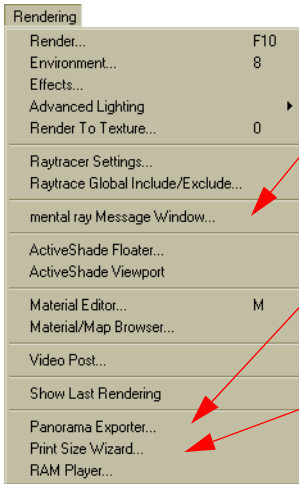 Rendering
Render... F10
Environment... 8
Effects...
Advanced Lighting
Render To Texture... 0
Raytracer Settings...
Raytrace Global Include/Exclude...
mental ray Message Window...
ActiveShade Floater...
ActiveShade Viewport
Material Editor... M
Material/Map Browser...
Video Post...
Show Last Rendering
Panorama Exporter...
Print Size Wizard...
RAM Player...